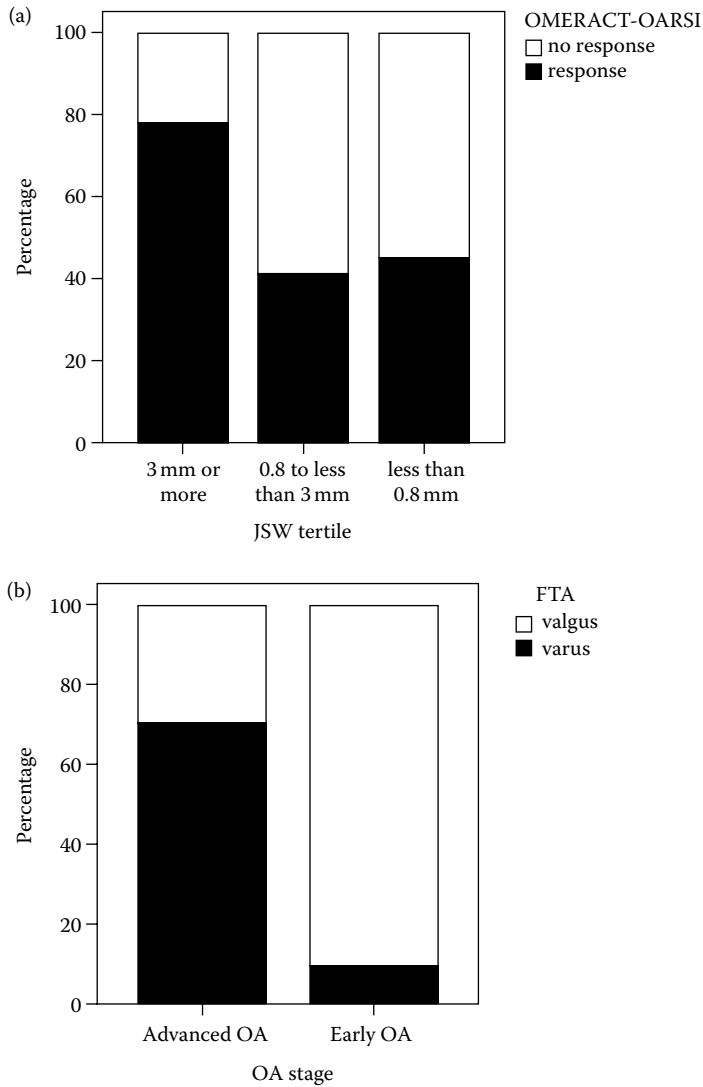 (a)
OMERACT-OARSI
no response
response
100
80
60
40
20
0
Percentage
3 mm or
more
0.8 to less
than 3 mm
less than
0.8 mm
JSW tertile
(b)
FTA
valgus
varus
100
80
60
40
20
0
Percentage
Advanced OA
Early OA
OA stage